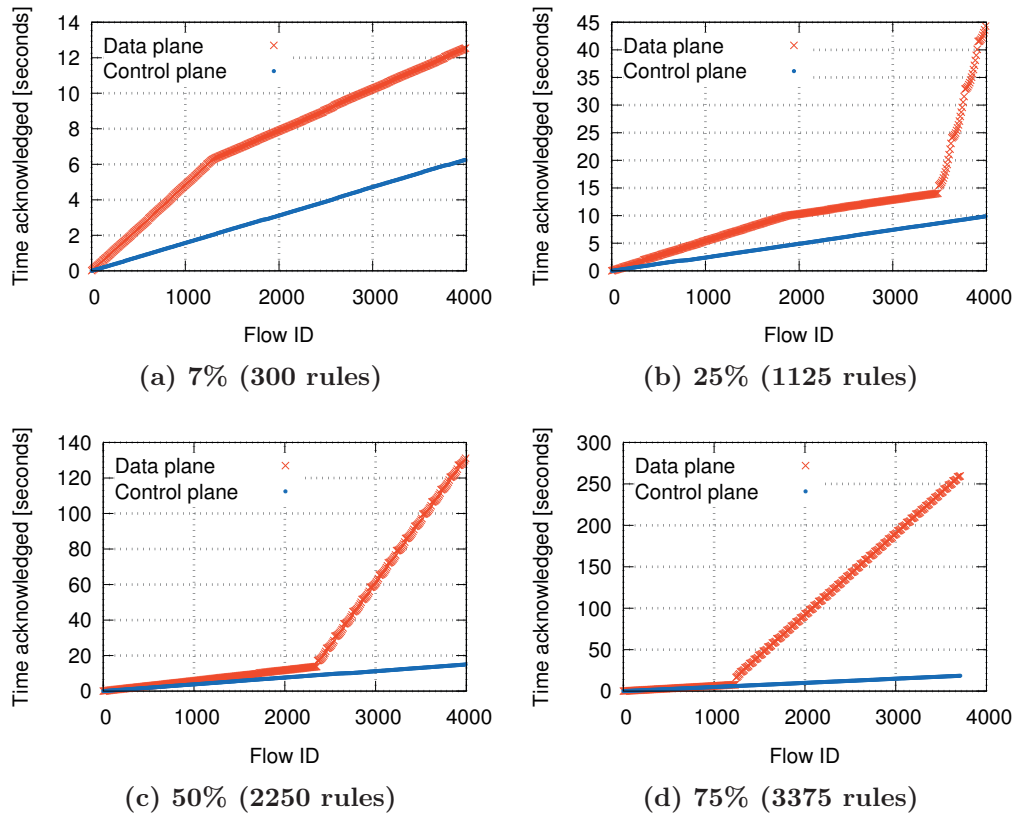 Time acknowledged [seconds]
14
12
10
8
6
4
2
0
Data plane
Control plane
0 1000 2000 3000 4000
Flow ID
(a) 7% (300 rules)
Time acknowledged [seconds]
45
40
35
30
25
20
15
10
5
0
Data plane
Control plane
0 1000 2000 3000 4000
Flow ID
(b) 25% (1125 rules)
Time acknowledged [seconds]
140
120
100
80
60
40
20
0
Data plane
Control plane
0 1000 2000 3000 4000
Flow ID
(c) 50% (2250 rules)
Time acknowledged [seconds]
300
250
200
150
100
50
0
Data plane
Control plane
0 1000 2000 3000 4000
Flow ID
(d) 75% (3375 rules)